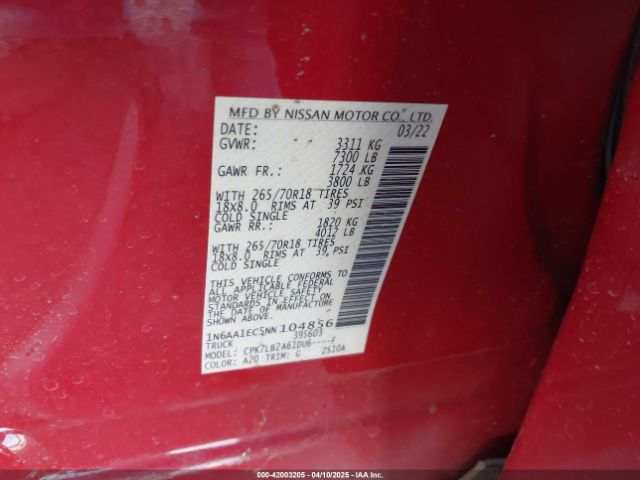 MFD BY NISSAN MOTOR CO., LTD.
DATE: 03/22
GVWR: 3311 KG
7300 LB
GAWR FR.: 1724 KG
3800 LB
WITH 265/70R18 TIRES
18X8.0 RIMS AT 39 PSI
COLD SINGLE
GAWR RR.: 1820 KG
4012 LB
WITH 265/70R18 TIRES
18X8.0 RIMS AT 39 PSI
COLD SINGLE
THIS VEHICLE CONFORMS TO
ALL APPLICABLE FEDERAL
MOTOR VEHICLE SAFETY
STANDARDS IN EFFECT ON
THE DATE OF MANUFACTURE
SHOWN ABOVE.
1N6AA1EC5NN104856
TRUCK 395603
MODEL: CPK7LB2A61DU6----F
COLOR: A20 TRIM: G ZS10A
000-42003205 - 04/10/2025 - IAA Inc.